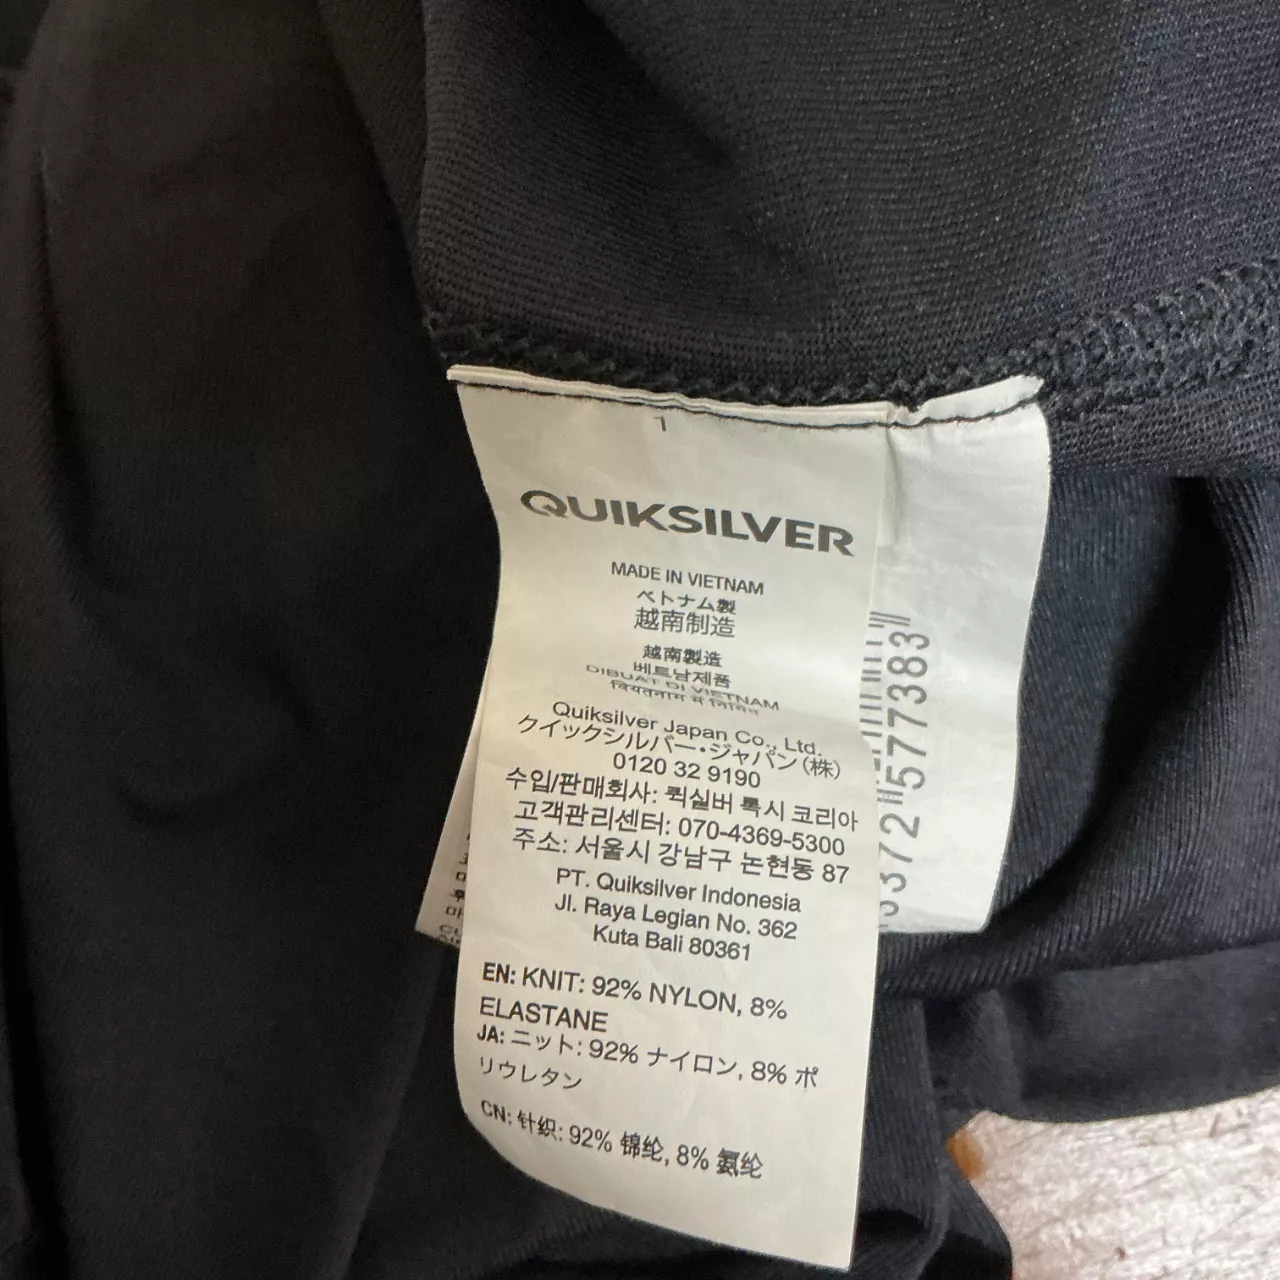 1
QUIKSILVER
MADE IN VIETNAM
ベトナム製
越南制造
越南製造
베트남제품
DIBUAT DI VIETNAM
वियतनाम में निर्मित
Quiksilver Japan Co., Ltd.
クイックシルバー・ジャパン(株)
0120 32 9190
수입/판매회사: 퀵실버 록시 코리아
고객관리센터: 070-4369-5300
주소: 서울시 강남구 논현동 87
PT. Quiksilver Indonesia
Jl. Raya Legian No. 362
Kuta Bali 80361
EN: KNIT: 92% NYLON, 8%
ELASTANE
JA: ニット: 92% ナイロン, 8% ポ
リウレタン
CN: 针织: 92% 锦纶, 8% 氨纶
3372"577383"